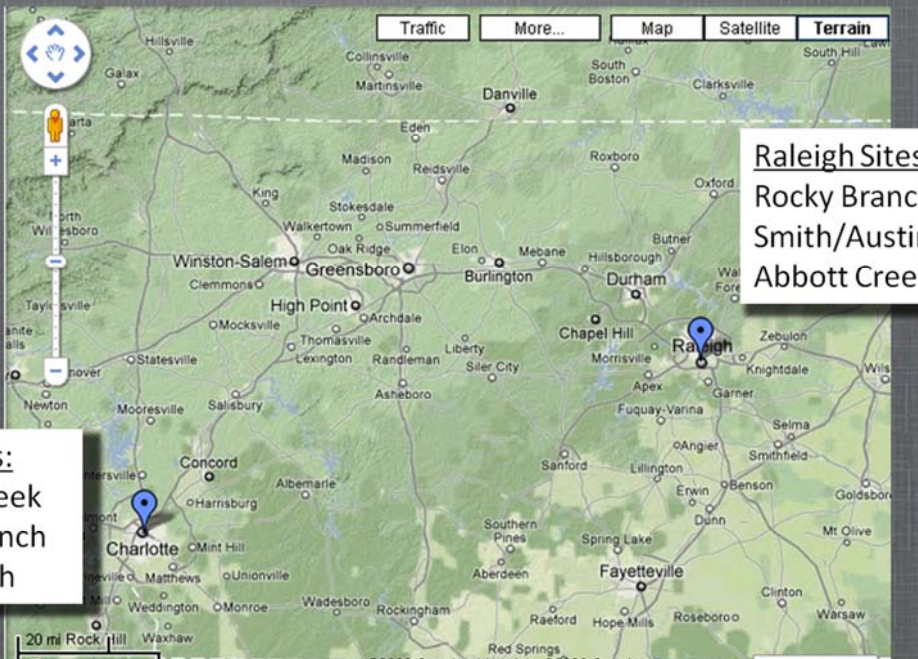 Traffic
More...
Map
Satellite
Terrain
Hillsville
Galax
Collinsville
Martinsville
South
Boston
Clarksville
South Hill
Danville
Eden
Madison
Reidsville
Roxboro
Oxford
Raleigh Sites
Rocky Branc
Smith/Austin
Abbott Cree
King
Stokesdale
Walkertown
Summerfield
Oak Ridge
Elon
Mebane
Butner
Hillsborough
Winston-Salem
Greensboro
Burlington
Durham
Clemmons
High Point
Archdale
Chapel Hill
Mocksville
Thomasville
Liberty
Morrisville
Raleigh
Zebulon
Statesville
Lexington
Randleman
Siler City
Knightdale
Apex
Garner
Newton
Mooresville
Salisbury
Asheboro
Fuquay-Varina
Selma
Angier
Smithfield
s:
eek
nch
h
ntersville
Concord
Albemarle
Sanford
Lillington
Benson
Erwin
Goldsbor
Harrisburg
Dunn
Charlotte
Mint Hill
Southern
Pines
Spring Lake
Mt Olive
Matthews
Unionville
Aberdeen
Fayetteville
Weddington
Monroe
Wadesboro
Rockingham
Raeford
Hope Mills
Roseboro
Clinton
Warsaw
20 mi
Rock Hill
Waxhaw
Red Springs